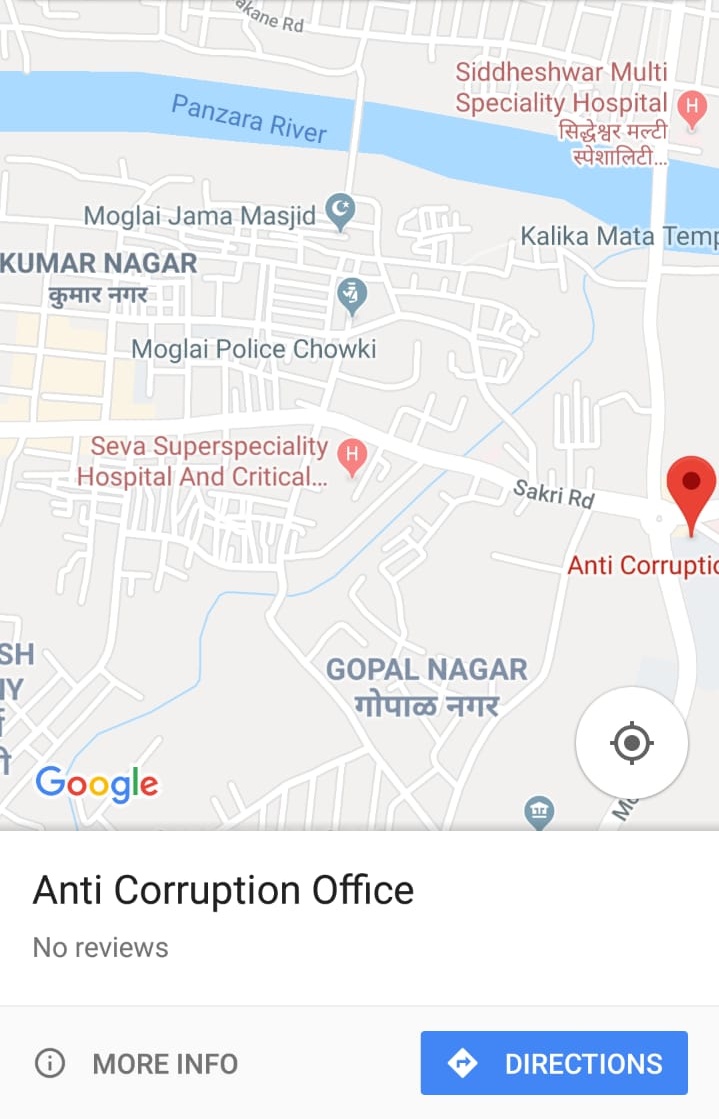 akane Rd
Siddheshwar Multi
Speciality Hospital
सिद्धेश्वर मल्टी
स्पेशालिटी...
Panzara River
Moglai Jama Masjid
Kalika Mata Temp
KUMAR NAGAR
कुमार नगर
Moglai Police Chowki
Seva Superspeciality
Hospital And Critical...
Sakri Rd
Anti Corruptio
SH
GOPAL NAGAR
गोपाळ नगर
Google
Anti Corruption Office
No reviews
MORE INFO
DIRECTIONS